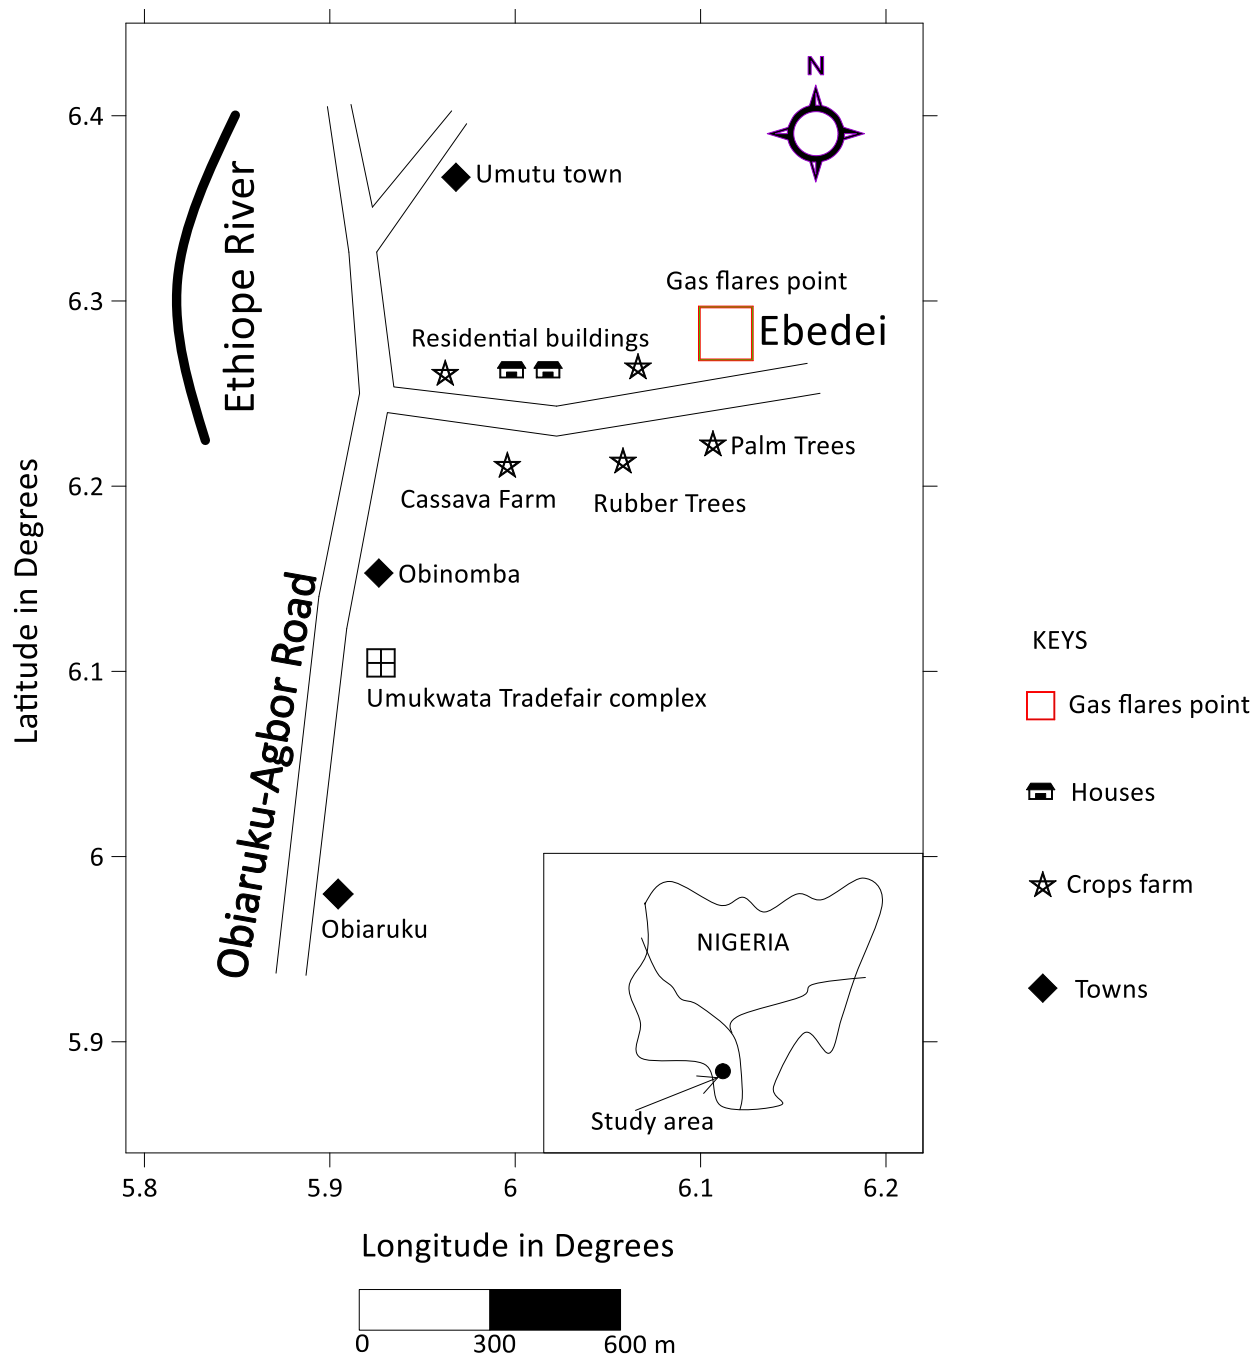 N
6.4
Umutu town
Ethiope River
6.3
Gas flares point
Ebedei
Residential buildings
Palm Trees
6.2
Cassava Farm
Rubber Trees
Latitude in Degrees
Obinomba
Obiaruku-Agbor Road
6.1
Umukwata Tradefair complex
KEYS
Gas flares point
Houses
Crops farm
Towns
6
Obiaruku
NIGERIA
5.9
Study area
5.8 5.9 6 6.1 6.2
Longitude in Degrees
0 300 600 m